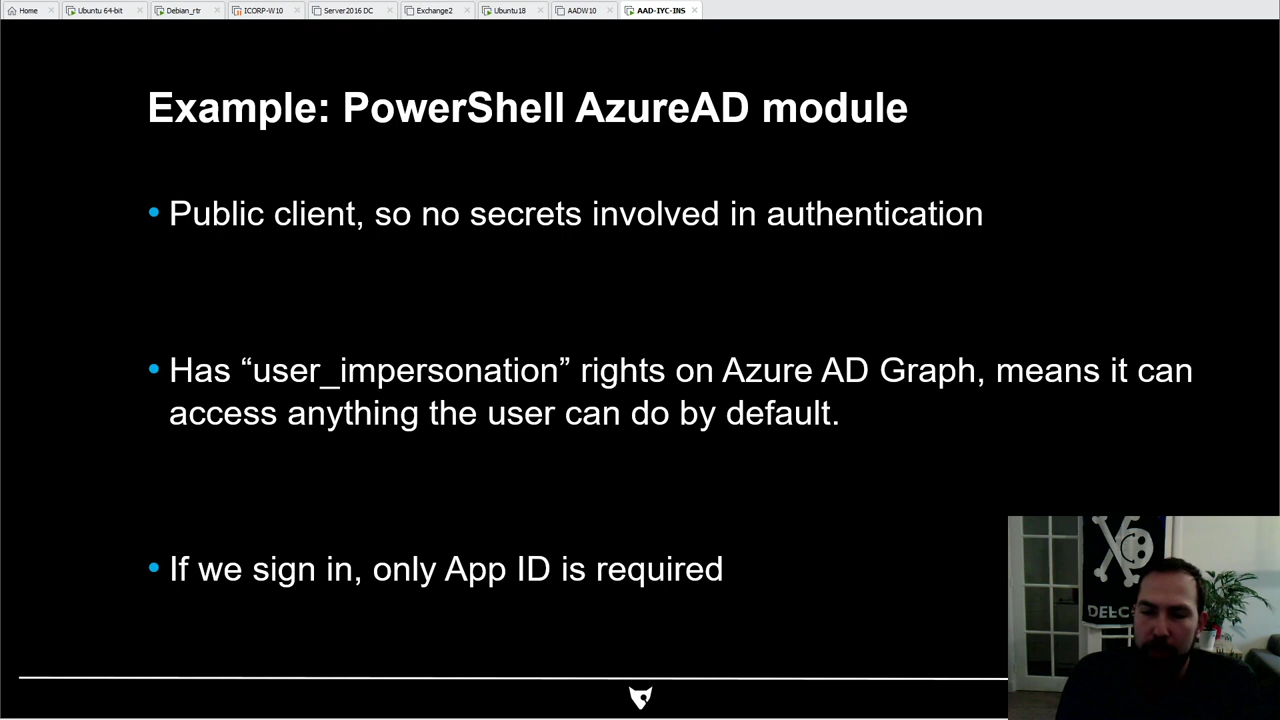 Home Ubuntu 64-bit Debian_rtr ICORP-W10 Server2016 DC Exchange2 Ubuntu18 AADW10 AAD-IYC-INS
Example: PowerShell AzureAD module
• Public client, so no secrets involved in authentication
• Has “user_impersonation” rights on Azure AD Graph, means it can
access anything the user can do by default.
• If we sign in, only App ID is required